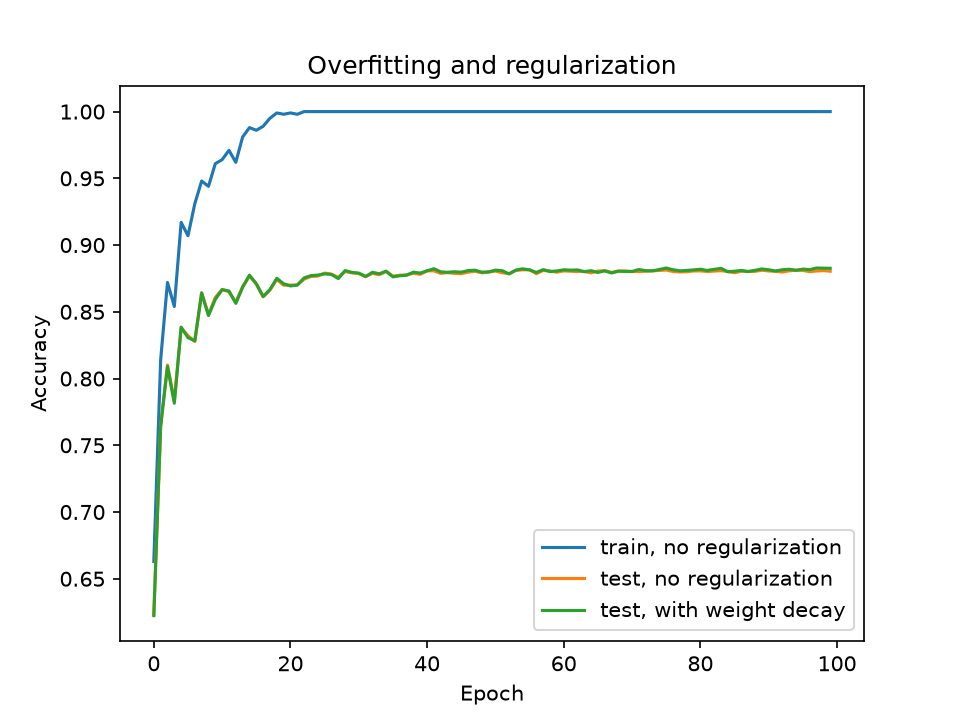 Overfitting and regularization
1.00
0.95
0.90
0.85
0.80
0.75
0.70
0.65
Accuracy
0 20 40 60 80 100
Epoch
train, no regularization
test, no regularization
test, with weight decay